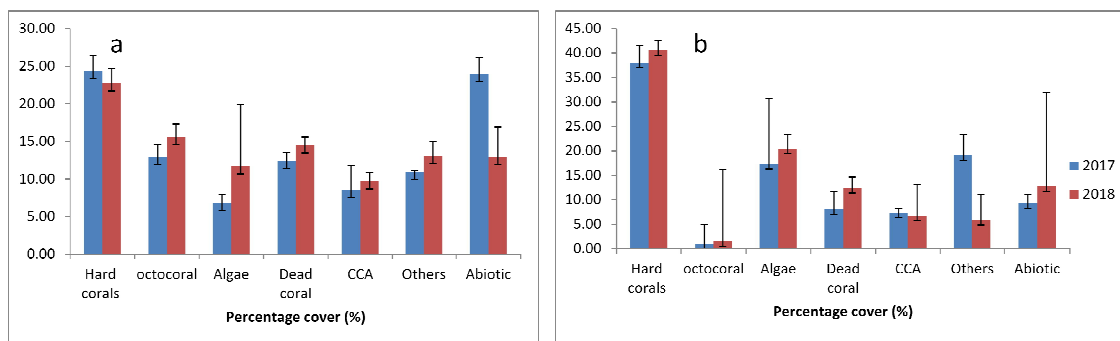 a
30.00
25.00
20.00
15.00
10.00
5.00
0.00
Hard corals
octocoral
Algae
Dead coral
CCA
Others
Abiotic
Percentage cover (%)
b
45.00
40.00
35.00
30.00
25.00
20.00
15.00
10.00
5.00
0.00
Hard corals
octocoral
Algae
Dead coral
CCA
Others
Abiotic
Percentage cover (%)
2017
2018